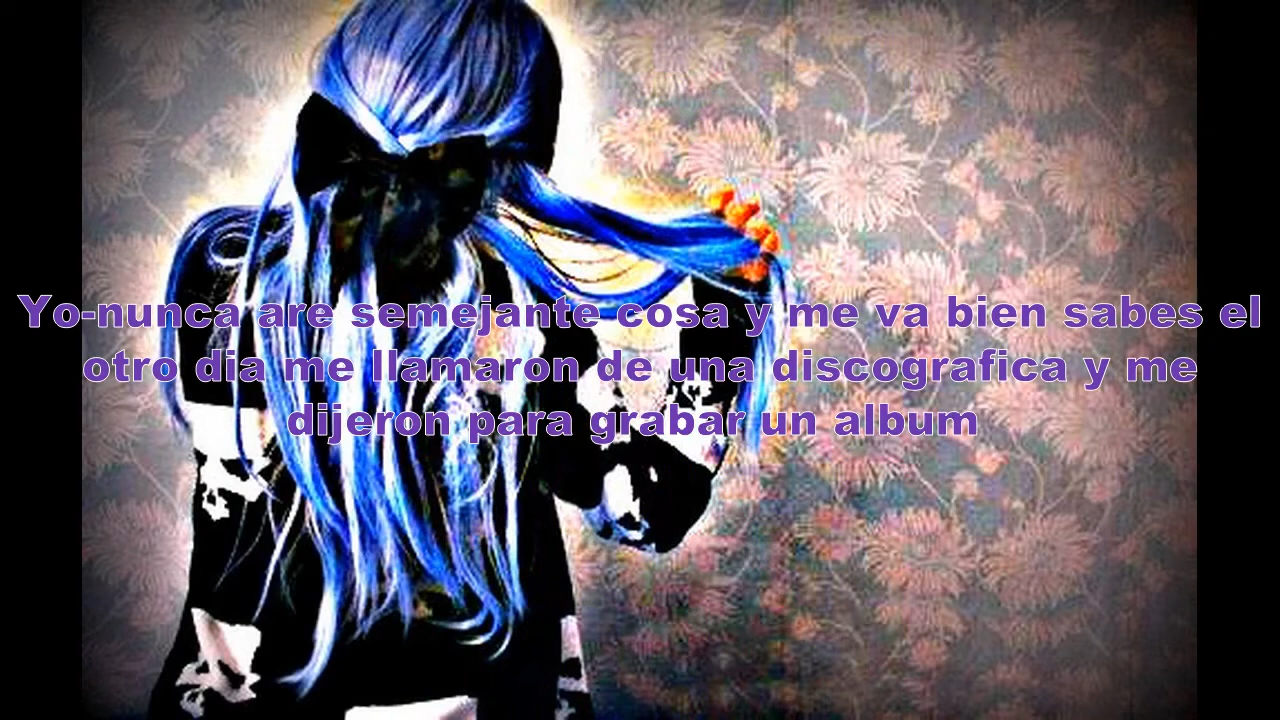 Yo-nunca are semejante cosa y me va bien sabes el
otro dia me llamaron de una discografica y me
dijeron para grabar un album